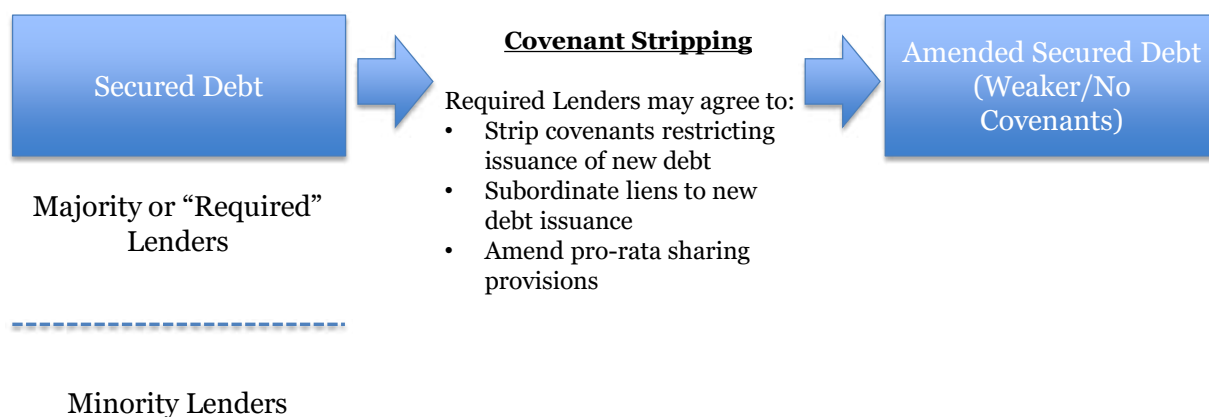 Secured Debt
Majority or “Required”
Lenders
Minority Lenders
Covenant Stripping
Required Lenders may agree to:
• Strip covenants restricting
issuance of new debt
• Subordinate liens to new
debt issuance
• Amend pro-rata sharing
provisions
Amended Secured Debt
(Weaker/No
Covenants)